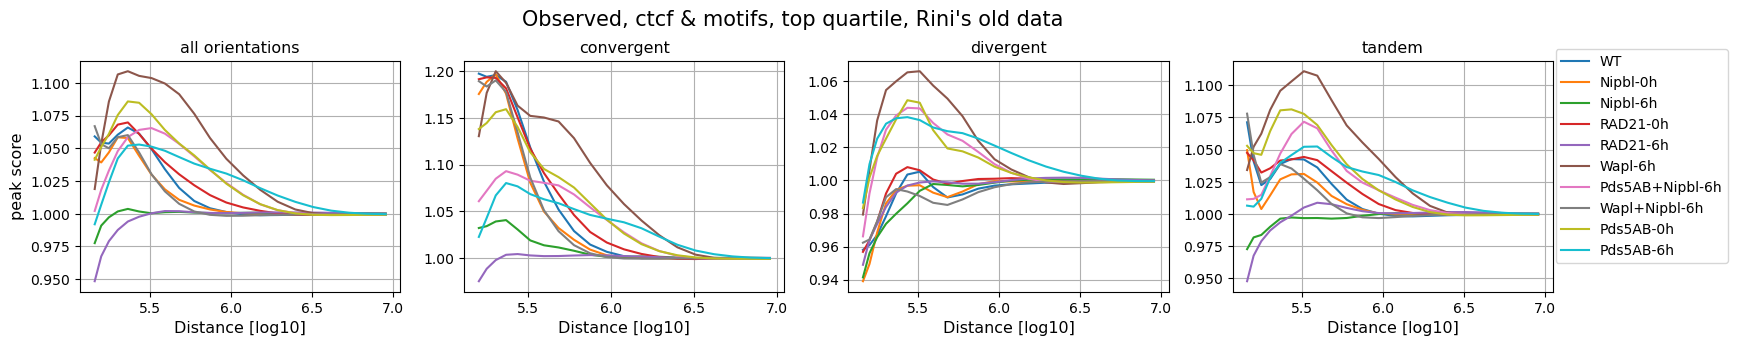 Observed, ctcf & motifs, top quartile, Rini's old data
all orientations
convergent
divergent
tandem
peak score
1.100
1.075
1.050
1.025
1.000
0.975
0.950
5.5
6.0
6.5
7.0
Distance [log10]
1.20
1.15
1.10
1.05
1.00
5.5
6.0
6.5
7.0
Distance [log10]
1.06
1.04
1.02
1.00
0.98
0.96
0.94
5.5
6.0
6.5
7.0
Distance [log10]
1.100
1.075
1.050
1.025
1.000
0.975
0.950
5.5
6.0
6.5
7.0
Distance [log10]
WT
Nipbl-0h
Nipbl-6h
RAD21-0h
RAD21-6h
Wapl-6h
Pds5AB+Nipbl-6h
Wapl+Nipbl-6h
Pds5AB-0h
Pds5AB-6h